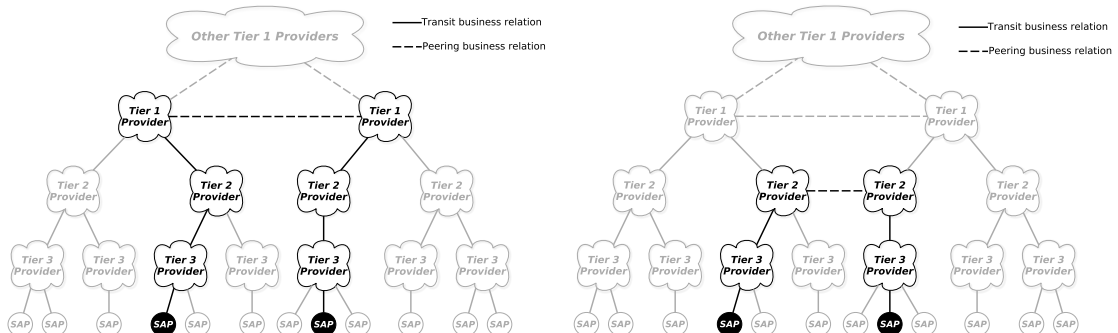 Other Tier 1 Providers
Transit business relation
Peering business relation
Tier 1
Provider
Tier 1
Provider
Tier 2
Provider
Tier 2
Provider
Tier 2
Provider
Tier 2
Provider
Tier 3
Provider
Tier 3
Provider
Tier 3
Provider
Tier 3
Provider
Tier 3
Provider
Tier 3
Provider
Tier 3
Provider
SAP
SAP
SAP
SAP
SAP
SAP
SAP
SAP
SAP
SAP
SAP
SAP
Other Tier 1 Providers
Transit business relation
Peering business relation
Tier 1
Provider
Tier 1
Provider
Tier 2
Provider
Tier 2
Provider
Tier 2
Provider
Tier 2
Provider
Tier 3
Provider
Tier 3
Provider
Tier 3
Provider
Tier 3
Provider
Tier 3
Provider
Tier 3
Provider
Tier 3
Provider
SAP
SAP
SAP
SAP
SAP
SAP
SAP
SAP
SAP
SAP
SAP
SAP